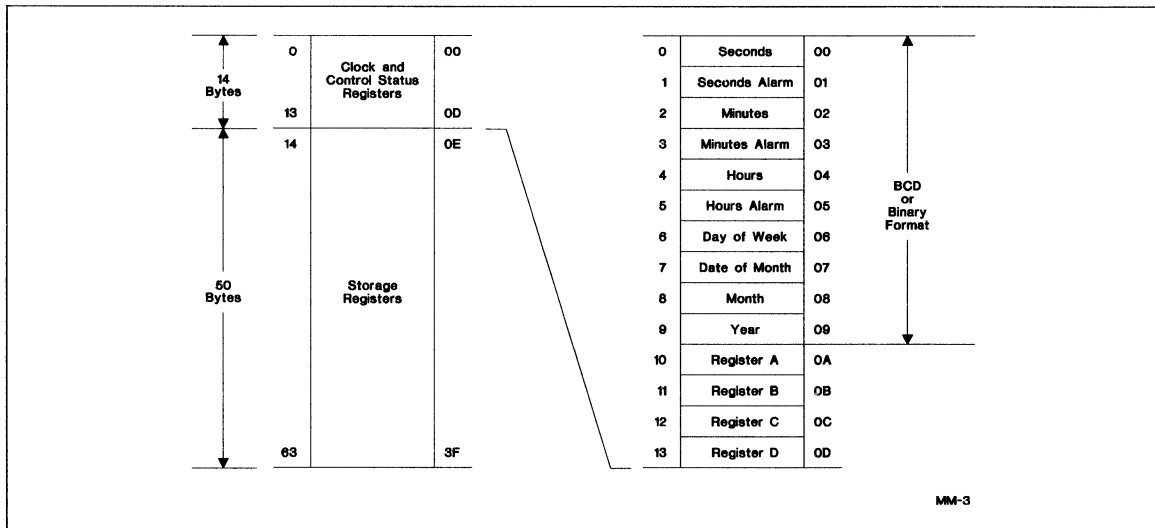 14
Bytes
50
Bytes
0
Clock and
Control Status
Registers
00
13
0D
14
0E
Storage
Registers
63
3F
0 Seconds 00
1 Seconds Alarm 01
2 Minutes 02
3 Minutes Alarm 03
4 Hours 04
5 Hours Alarm 05
6 Day of Week 06
7 Date of Month 07
8 Month 08
9 Year 09
10 Register A 0A
11 Register B 0B
12 Register C 0C
13 Register D 0D
BCD
or
Binary
Format
MM-3